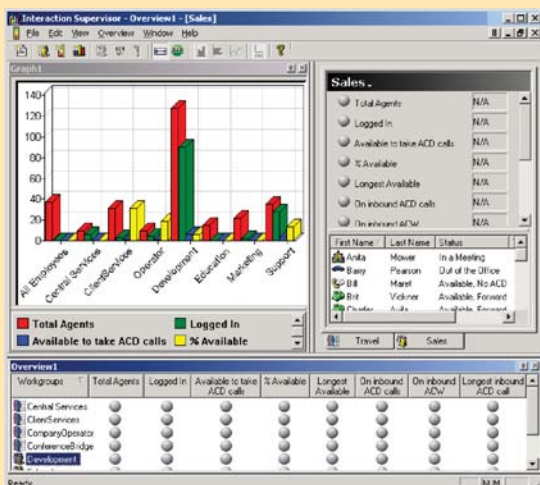 Interaction Supervisor - Overview1 - [Sales]
File Edit View Overview Window Help
Graph1
140
120
100
80
60
40
20
0
All Employees
Central Services
ClientServices
Operator
Development
Education
Marketing
Support
Total Agents
Logged In
Available to take ACD calls
% Available
Sales
Total Agents N/A
Logged In N/A
Available to take ACD calls N/A
% Available N/A
Longest Available N/A
On inbound ACD calls N/A
On inbound ACW N/A
First Name Last Name Status
Anita Mower In a Meeting
Barry Pearson Out of the Office
Bill Maret Available, No ACD
Brit Vickner Available, Forward
Charley Avila Available, Forward
Travel Sales
Overview1
Workgroups Total Agents Logged In Available to take ACD calls % Available Longest Available On inbound ACD calls On inbound ACW Longest inbound ACD call
Central Services
ClientServices
CompanyOperator
ConferenceBridge
Development
Ready
NUM